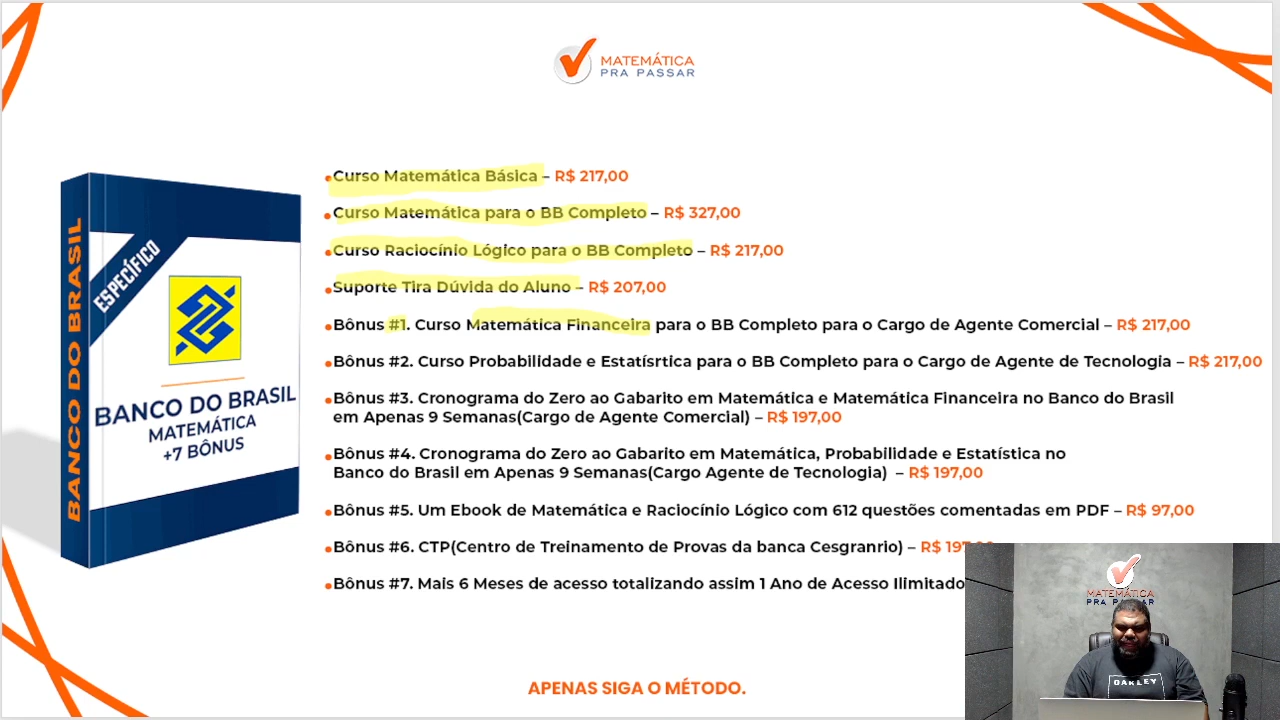 MATEMÁTICA
PRA PASSAR
Curso Matemática Básica – R$ 217,00
Curso Matemática para o BB Completo – R$ 327,00
Curso Raciocínio Lógico para o BB Completo – R$ 217,00
Suporte Tira Dúvida do Aluno – R$ 207,00
Bônus #1. Curso Matemática Financeira para o BB Completo para o Cargo de Agente Comercial – R$ 217,00
Bônus #2. Curso Probabilidade e Estatísrtica para o BB Completo para o Cargo de Agente de Tecnologia – R$ 217,00
Bônus #3. Cronograma do Zero ao Gabarito em Matemática e Matemática Financeira no Banco do Brasil
em Apenas 9 Semanas(Cargo de Agente Comercial) – R$ 197,00
Bônus #4. Cronograma do Zero ao Gabarito em Matemática, Probabilidade e Estatística no
Banco do Brasil em Apenas 9 Semanas(Cargo Agente de Tecnologia) – R$ 197,00
Bônus #5. Um Ebook de Matemática e Raciocínio Lógico com 612 questões comentadas em PDF – R$ 97,00
Bônus #6. CTP(Centro de Treinamento de Provas da banca Cesgranrio) – R$
Bônus #7. Mais 6 Meses de acesso totalizando assim 1 Ano de Acesso Ilimitado
BANCO DO BRASIL
ESPECÍFICO
BANCO DO BRASIL
MATEMÁTICA
+7 BÔNUS
MATEMÁTICA
PRA PASSAR
OAKLEY
APENAS SIGA O MÉTODO.